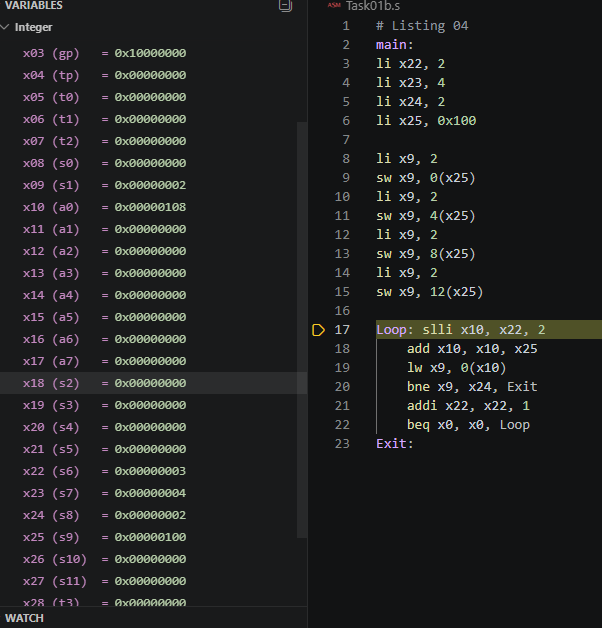 VARIABLES
Integer
x03 (gp) = 0x10000000
x04 (tp) = 0x00000000
x05 (t0) = 0x00000000
x06 (t1) = 0x00000000
x07 (t2) = 0x00000000
x08 (s0) = 0x00000000
x09 (s1) = 0x00000002
x10 (a0) = 0x00000108
x11 (a1) = 0x00000000
x12 (a2) = 0x00000000
x13 (a3) = 0x00000000
x14 (a4) = 0x00000000
x15 (a5) = 0x00000000
x16 (a6) = 0x00000000
x17 (a7) = 0x00000000
x18 (s2) = 0x00000000
x19 (s3) = 0x00000000
x20 (s4) = 0x00000000
x21 (s5) = 0x00000000
x22 (s6) = 0x00000003
x23 (s7) = 0x00000004
x24 (s8) = 0x00000002
x25 (s9) = 0x00000100
x26 (s10) = 0x00000000
x27 (s11) = 0x00000000
x28 (t3) = 0x00000000
WATCH
ASM Task01b.s
1 # Listing 04
2 main:
3 li x22, 2
4 li x23, 4
5 li x24, 2
6 li x25, 0x100
7
8 li x9, 2
9 sw x9, 0(x25)
10 li x9, 2
11 sw x9, 4(x25)
12 li x9, 2
13 sw x9, 8(x25)
14 li x9, 2
15 sw x9, 12(x25)
16
17 Loop: slli x10, x22, 2
18 add x10, x10, x25
19 lw x9, 0(x10)
20 bne x9, x24, Exit
21 addi x22, x22, 1
22 beq x0, x0, Loop
23 Exit: